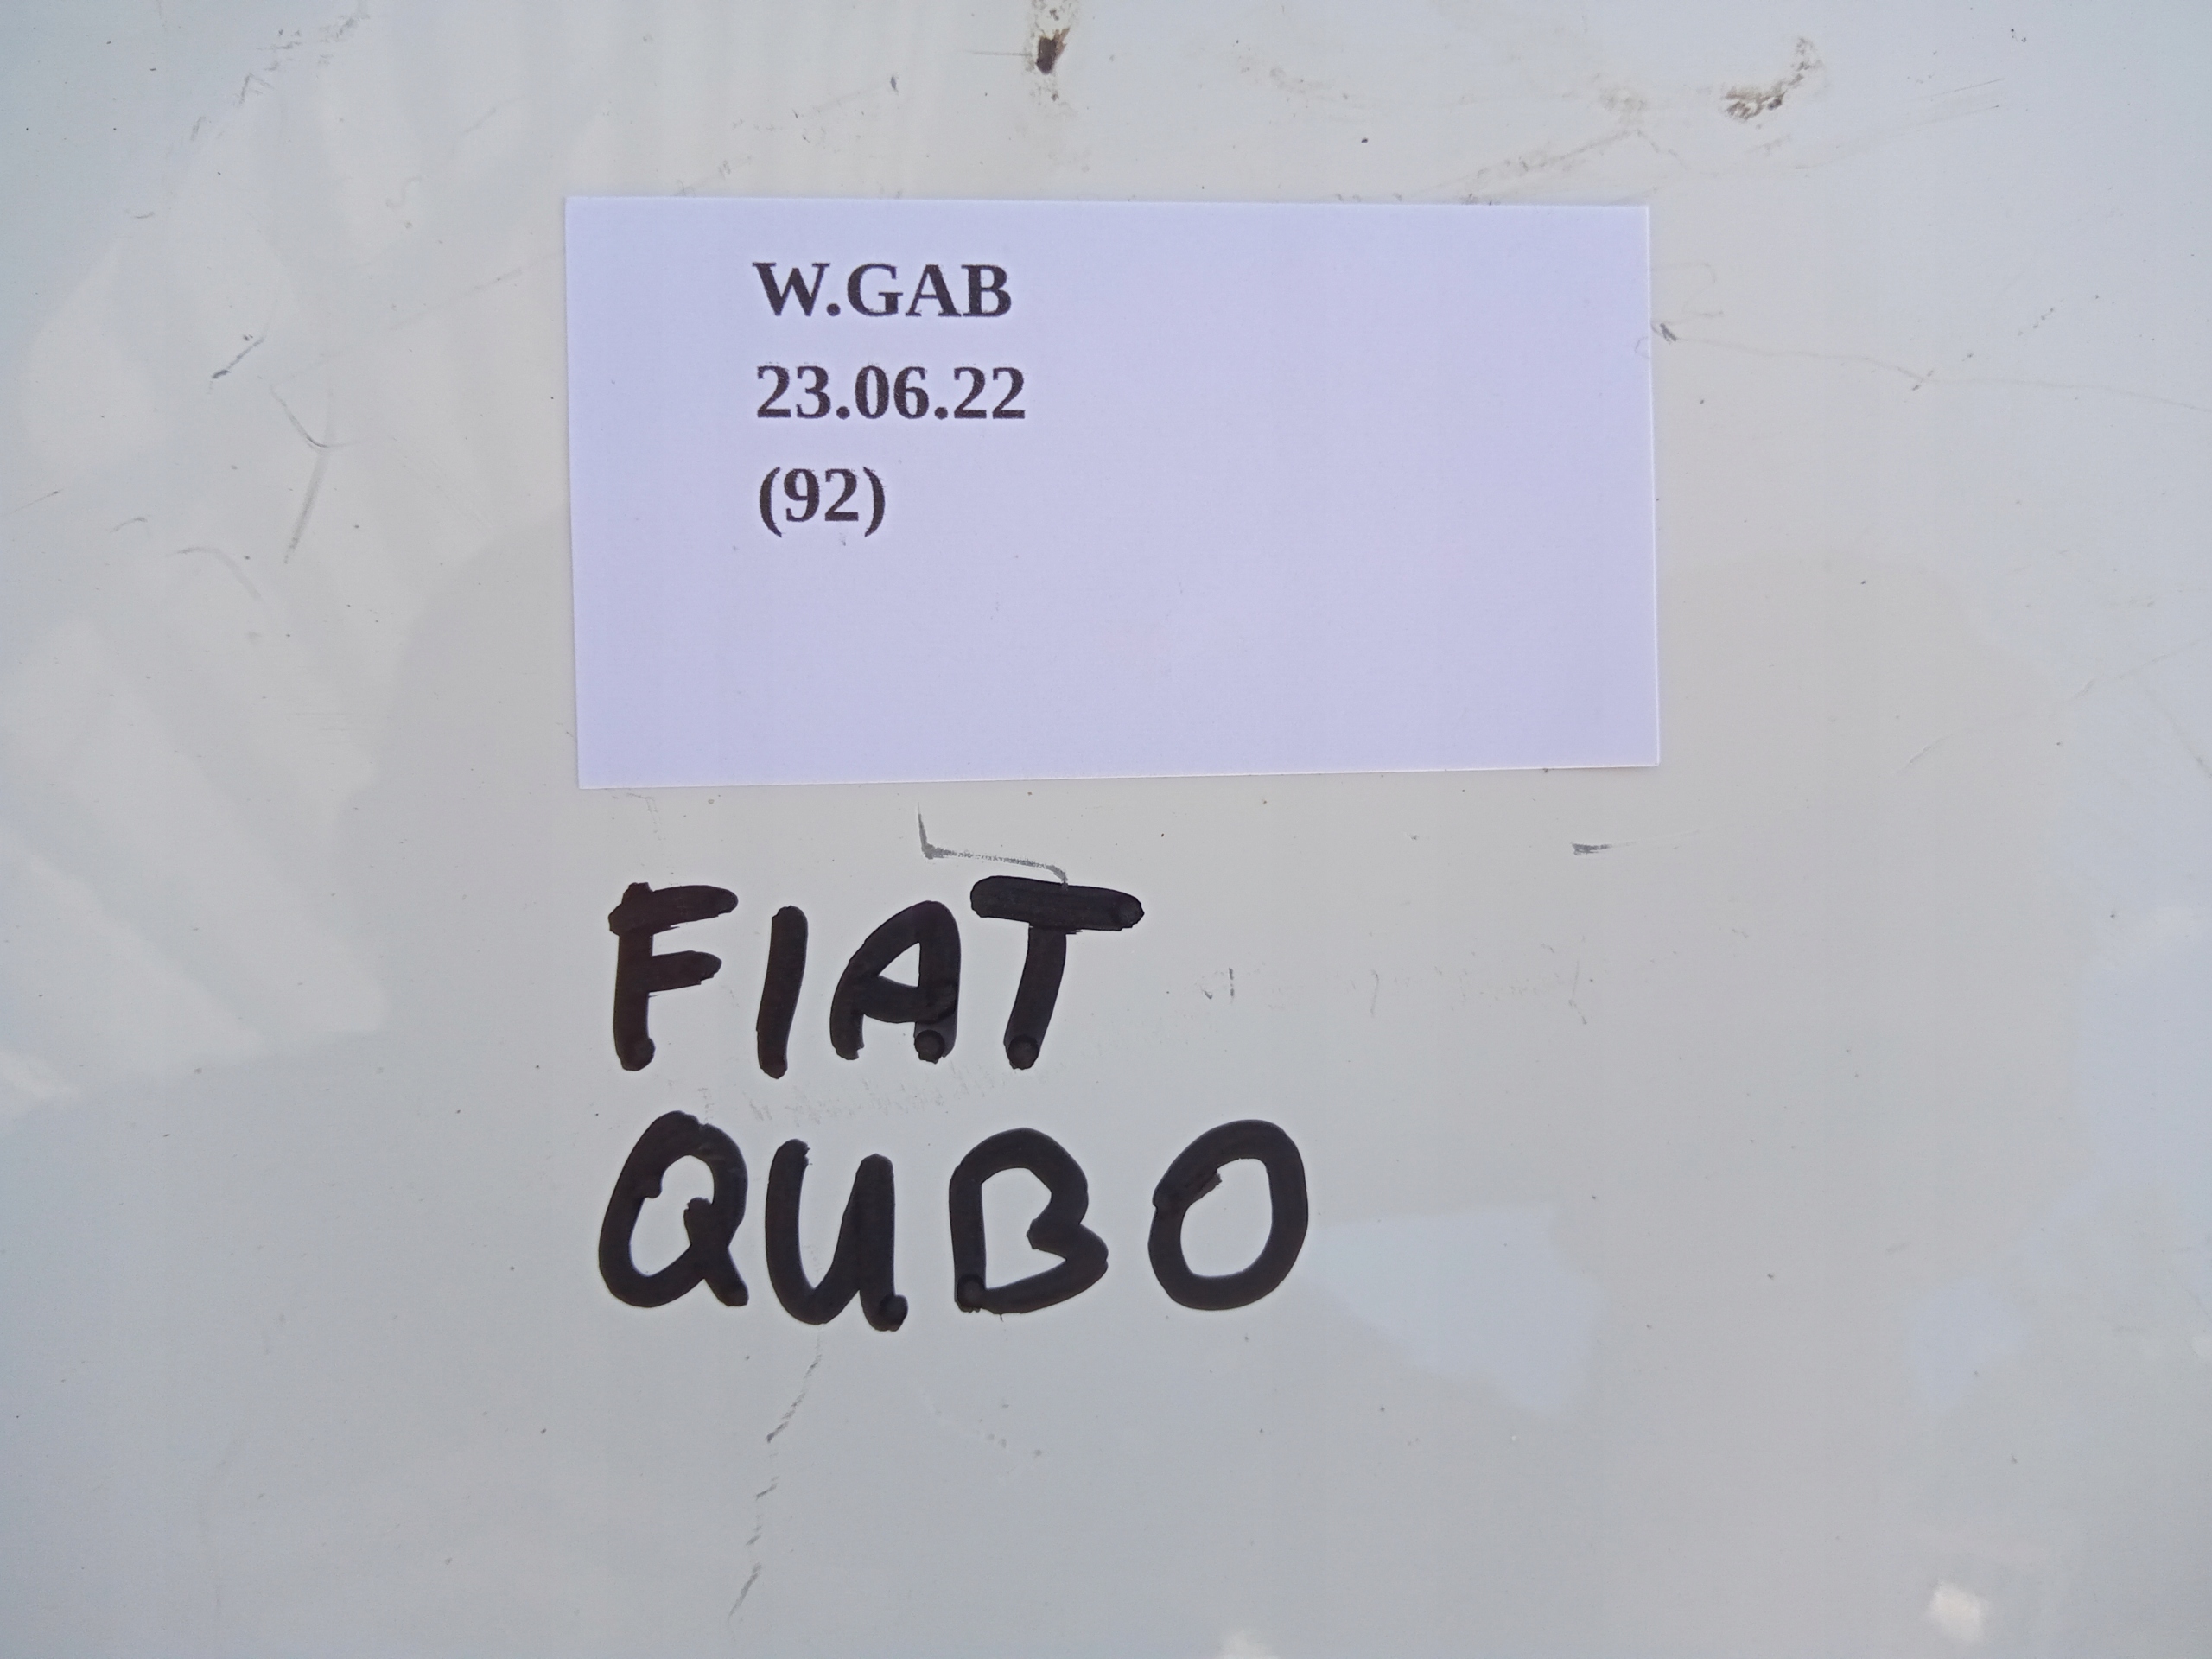 W.GAB
23.06.22
(92)
FIAT
QUBO